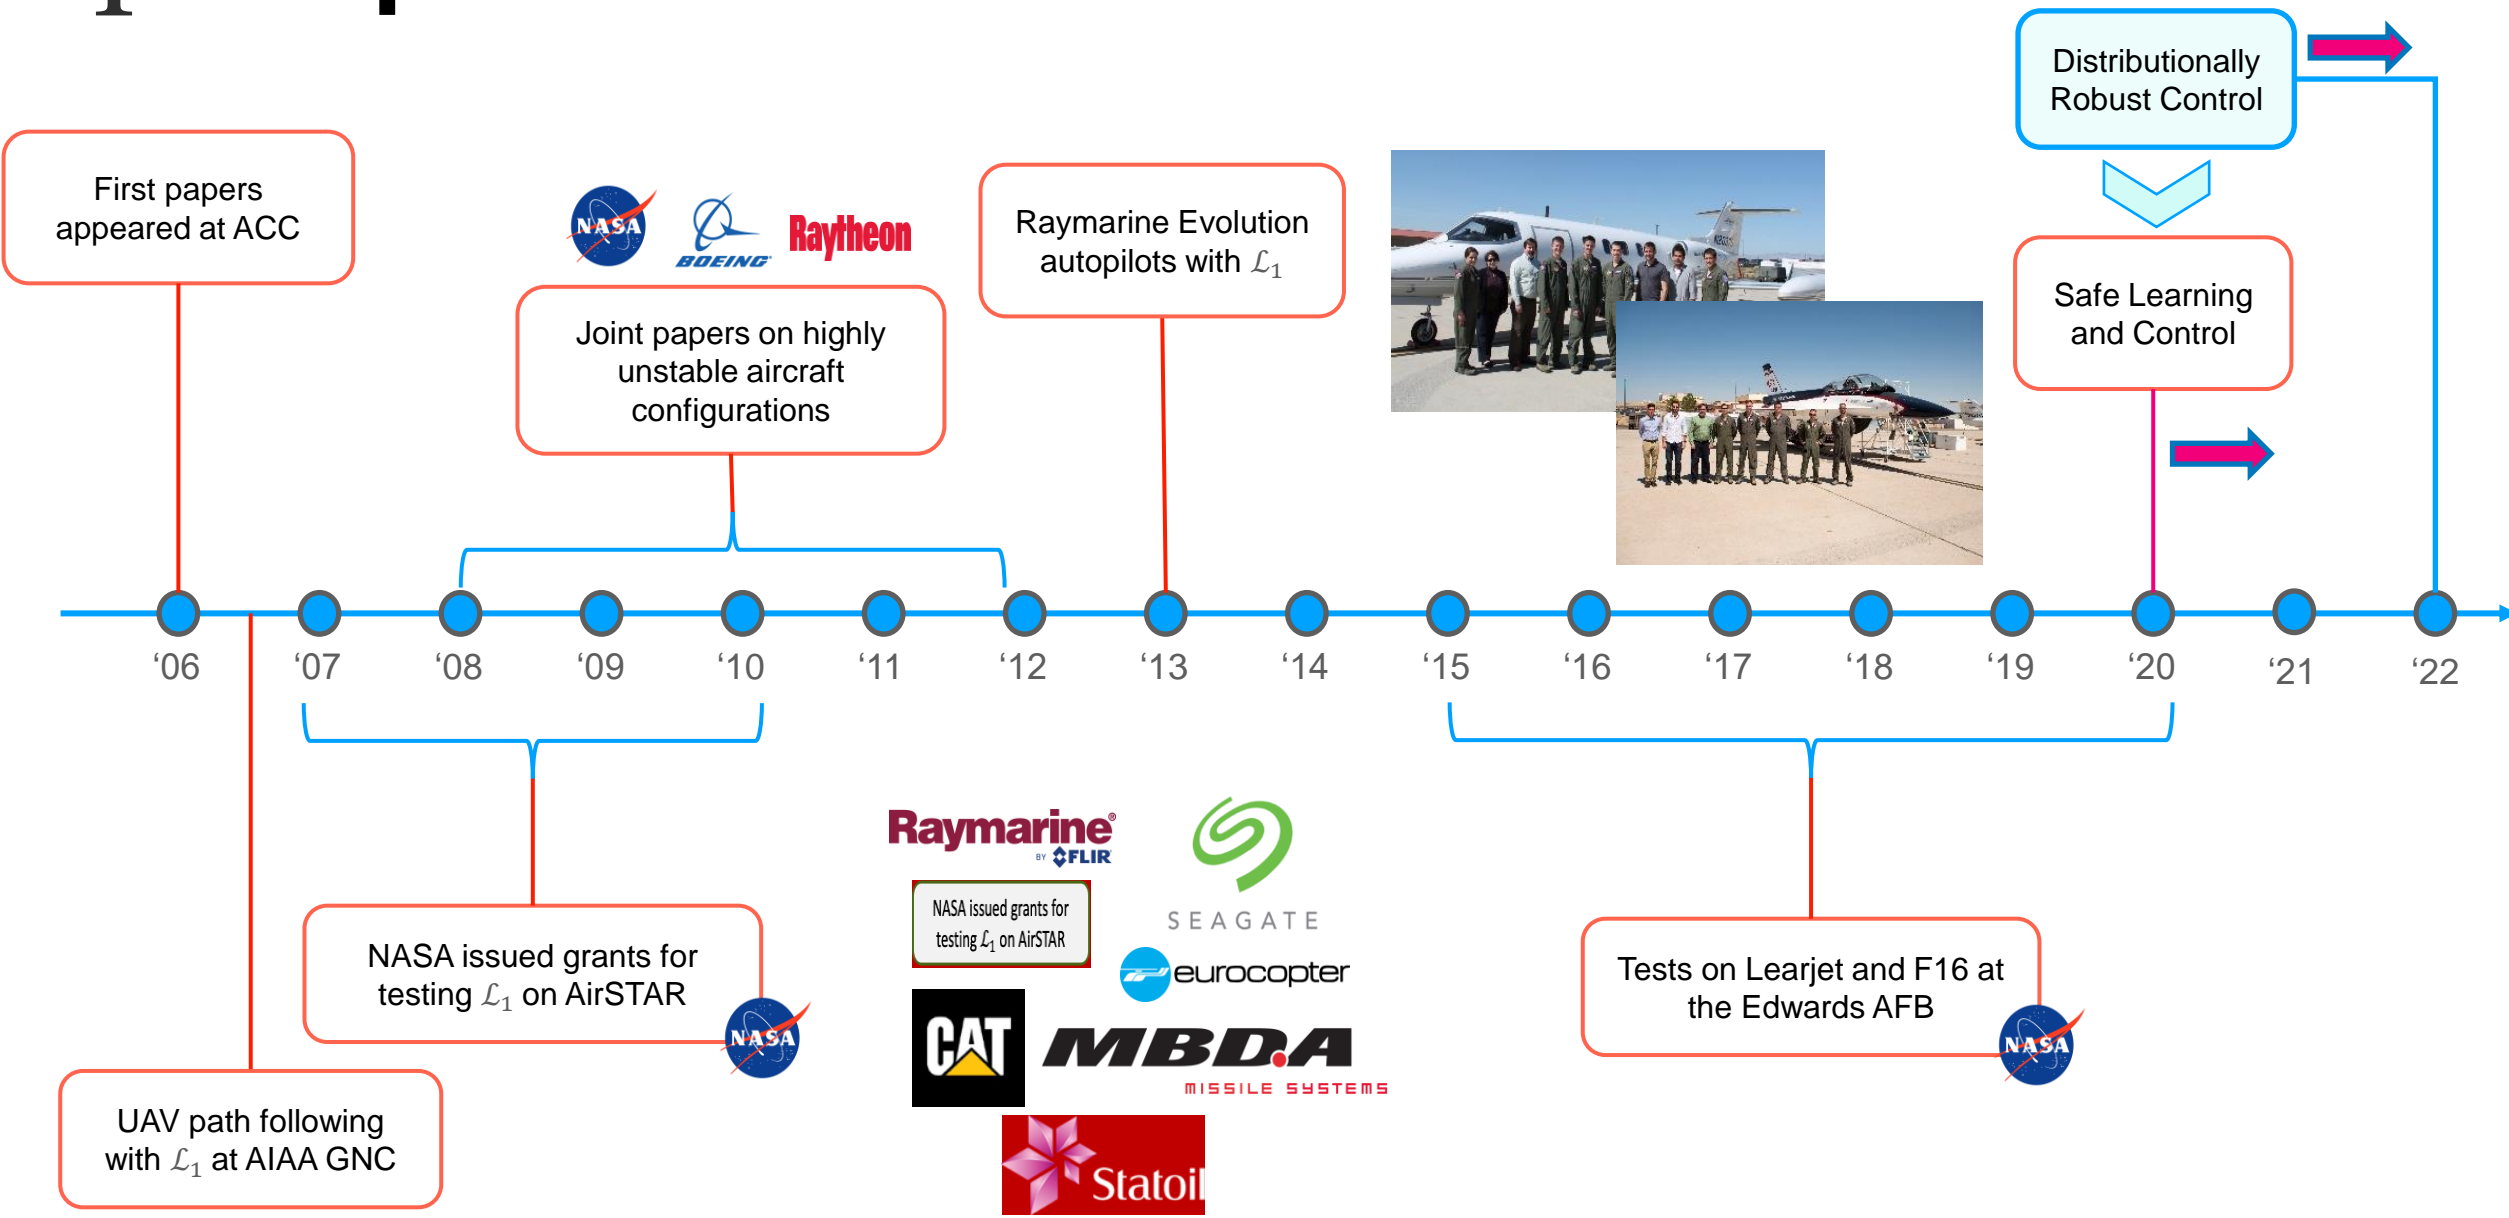 Distributionally
Robust Control
First papers
appeared at ACC
NASA
BOEING
Raytheon
Raymarine Evolution
autopilots with ℒ₁
Joint papers on highly
unstable aircraft
configurations
Safe Learning
and Control
‘06
‘07
‘08
‘09
‘10
‘11
‘12
‘13
‘14
‘15
‘16
‘17
‘18
‘19
‘20
‘21
‘22
Raymarine®
BY FLIR
SEAGATE
NASA issued grants for
testing ℒ₁ on AirSTAR
NASA issued grants for
testing ℒ₁ on AirSTAR
NASA
eurocopter
CAT
MBDA
MISSILE SYSTEMS
Statoil
Tests on Learjet and F16 at
the Edwards AFB
NASA
UAV path following
with ℒ₁ at AIAA GNC